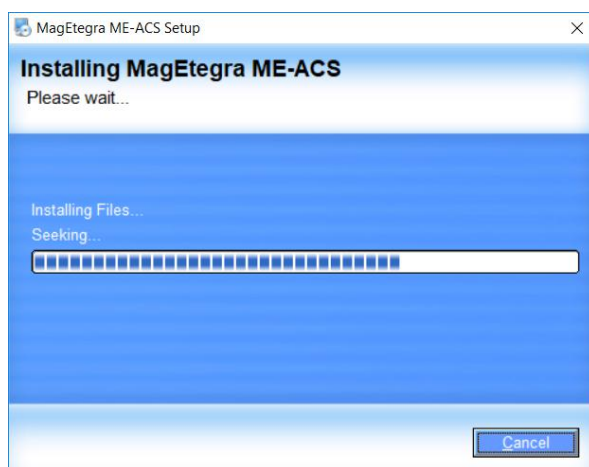 MagEtegra ME-ACS Setup
Installing MagEtegra ME-ACS
Please wait...
Installing Files...
Seeking...
Cancel